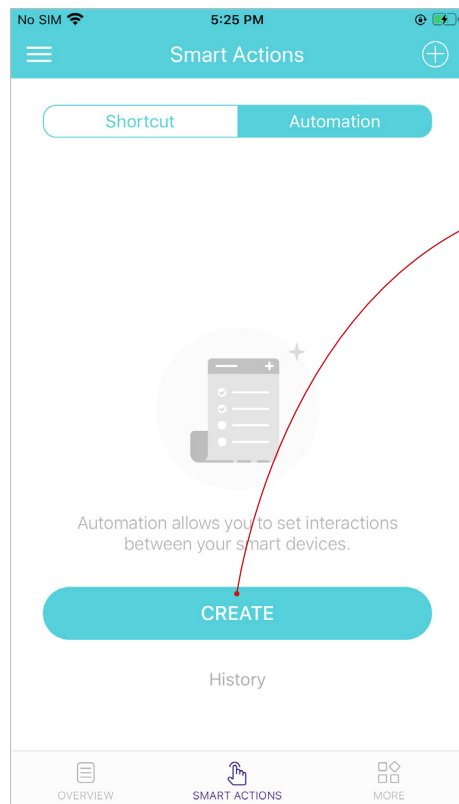 No SIM 5:25 PM
Smart Actions
Shortcut Automation
Automation allows you to set interactions
between your smart devices.
CREATE
History
OVERVIEW SMART ACTIONS MORE